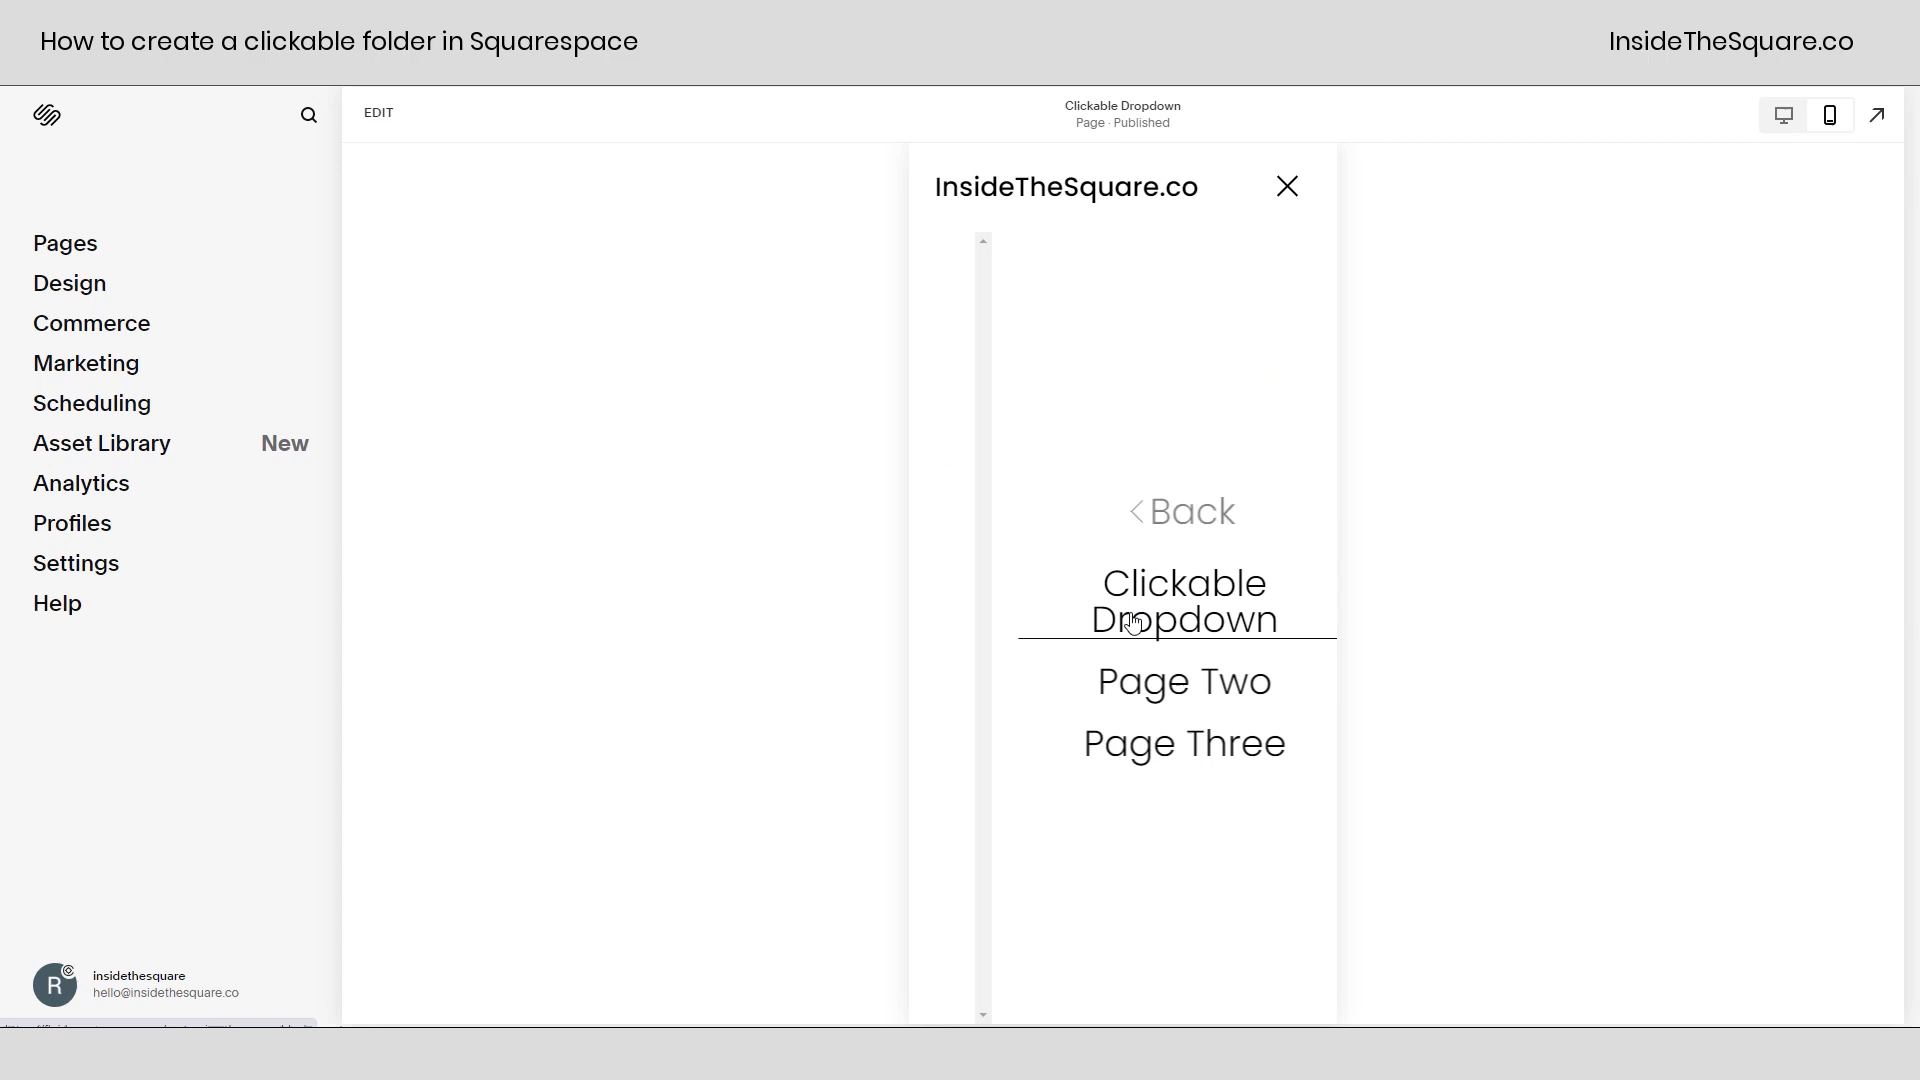 How to create a clickable folder in Squarespace
InsideTheSquare.co
EDIT
Clickable Dropdown
Page · Published
Pages
Design
Commerce
Marketing
Scheduling
Asset Library
New
Analytics
Profiles
Settings
Help
InsideTheSquare.co
Back
Clickable
Dropdown
Page Two
Page Three
R
insidethesquare
hello@insidethesquare.co